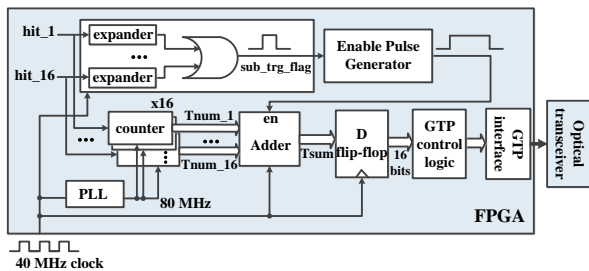 hit_1
expander
...
hit_16
expander
sub_trg_flag
Enable Pulse
Generator
x16
counter
Tnum_1
...
...
Tnum_16
en
Adder
Tsum
D
flip-flop
16
bits
GTP
control
logic
GTP
interface
Optical
transceiver
PLL
80 MHz
FPGA
40 MHz clock